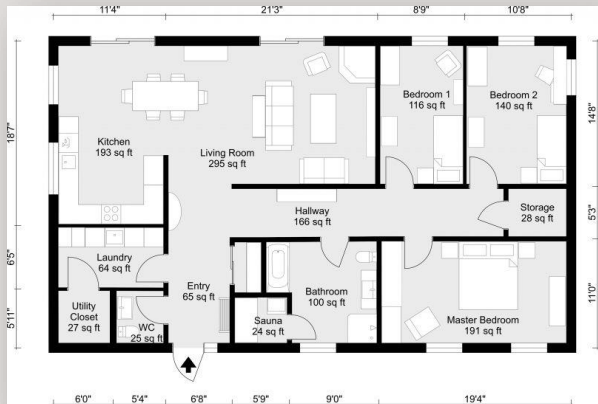 11'4"
21'3"
8'9"
10'8"
18'7"
6'5"
5'11"
Kitchen
193 sq ft
Living Room
295 sq ft
Bedroom 1
116 sq ft
Bedroom 2
140 sq ft
Hallway
166 sq ft
Storage
28 sq ft
Laundry
64 sq ft
Entry
65 sq ft
Bathroom
100 sq ft
Utility
Closet
27 sq ft
WC
25 sq ft
Sauna
24 sq ft
Master Bedroom
191 sq ft
14'8"
5'3"
11'0"
6'0"
5'4"
6'8"
5'9"
9'0"
19'4"